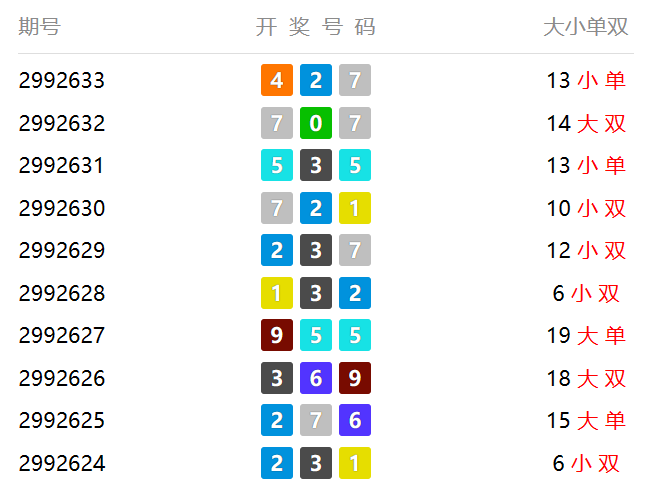 期号 开 奖 号 码 大小单双
2992633 4 2 7 13 小 单
2992632 7 0 7 14 大 双
2992631 5 3 5 13 小 单
2992630 7 2 1 10 小 双
2992629 2 3 7 12 小 双
2992628 1 3 2 6 小 双
2992627 9 5 5 19 大 单
2992626 3 6 9 18 大 双
2992625 2 7 6 15 大 单
2992624 2 3 1 6 小 双